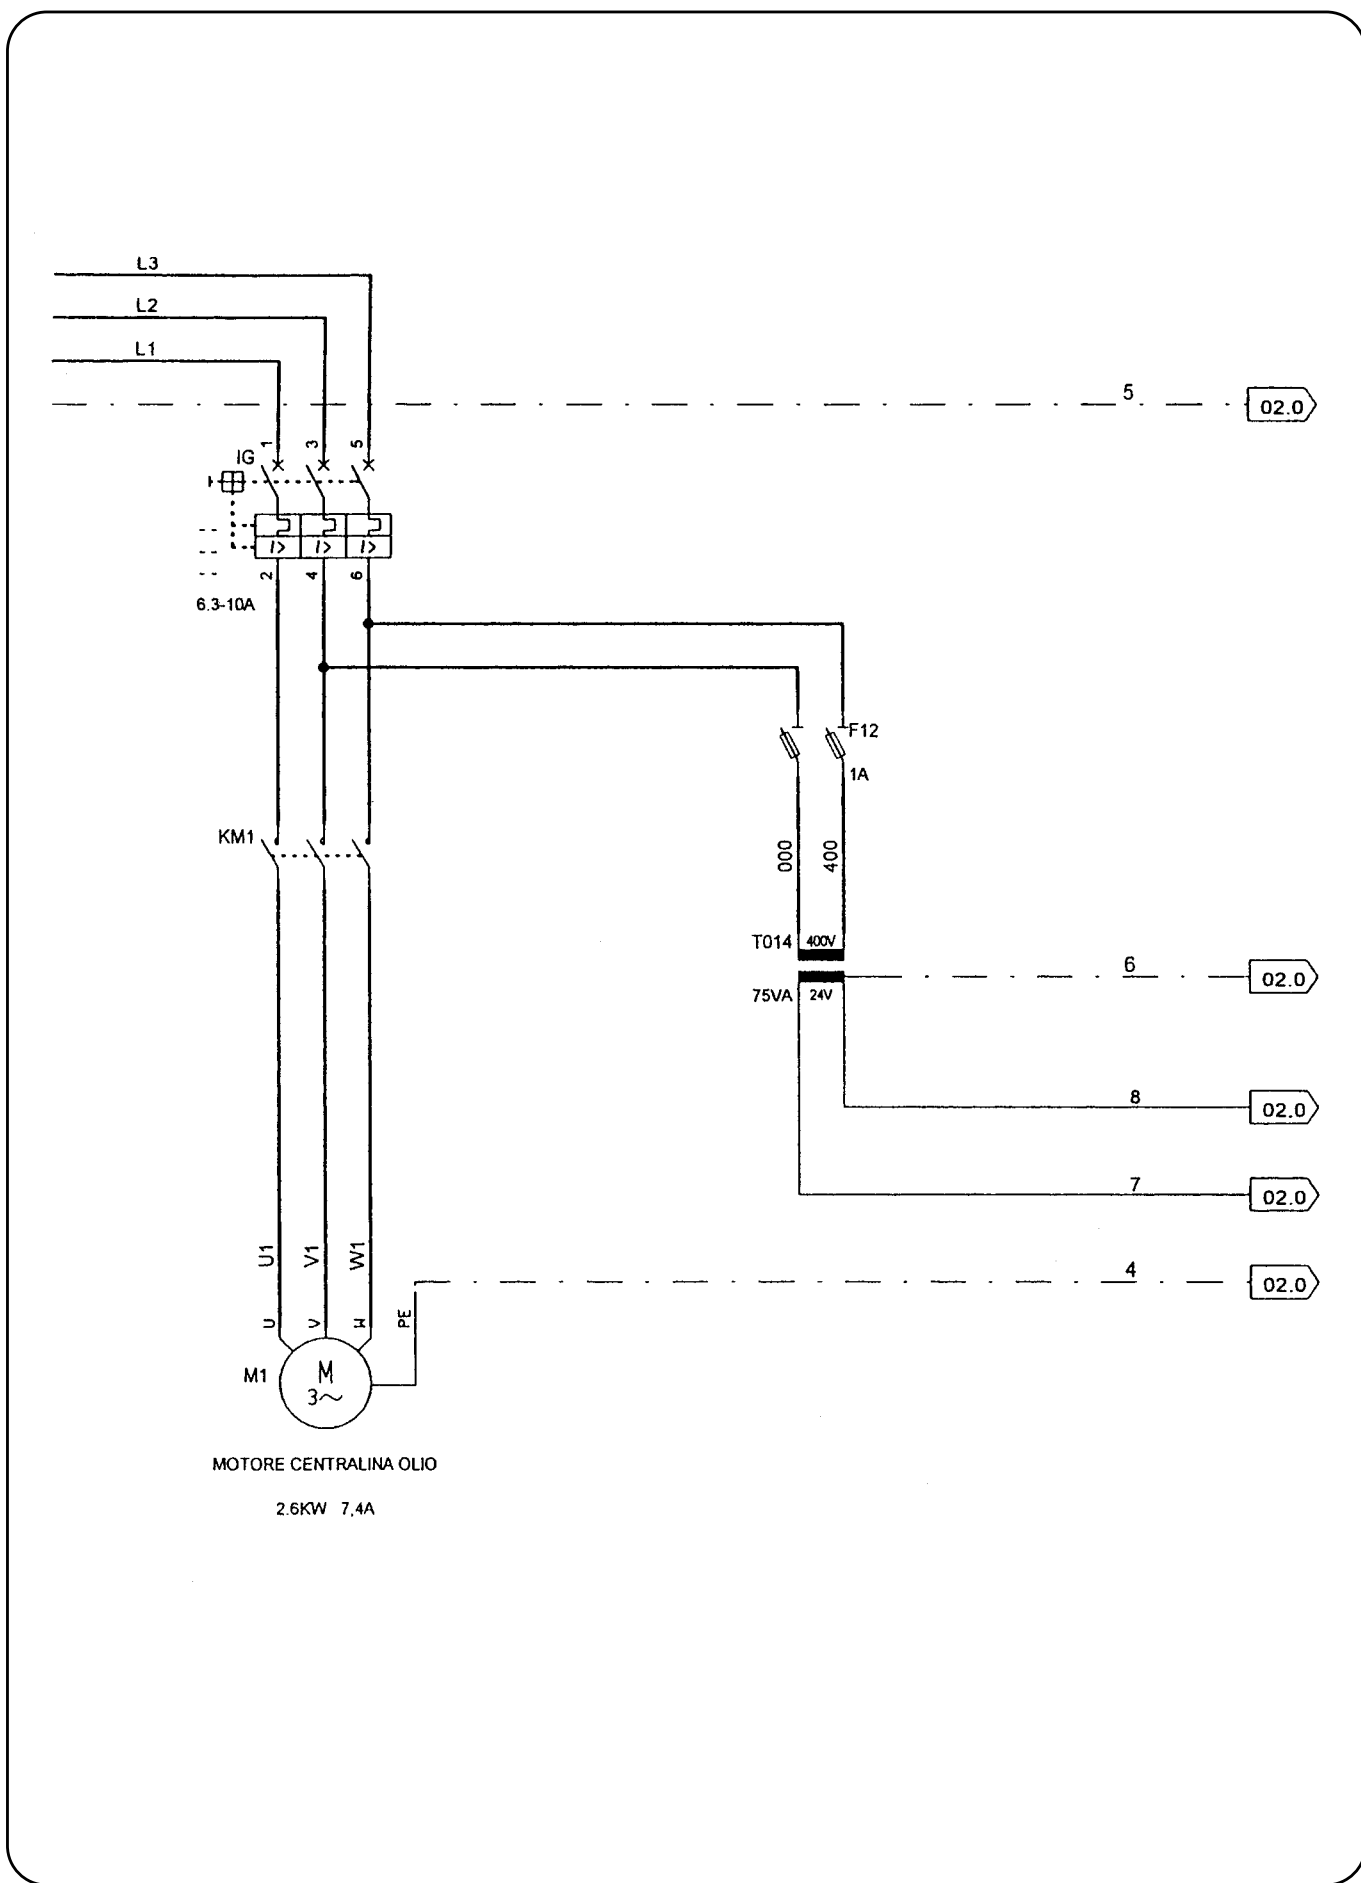 L3
L2
L1
5
02.0
1
3
5
IG
I>
I>
I>
2
4
6
6.3-10A
F12
1A
KM1
000
400
T014
400V
6
02.0
75VA
24V
8
02.0
7
02.0
U1
V1
W1
4
02.0
U
V
W
PE
M1
M
3~
MOTORE CENTRALINA OLIO
2.6KW 7,4A